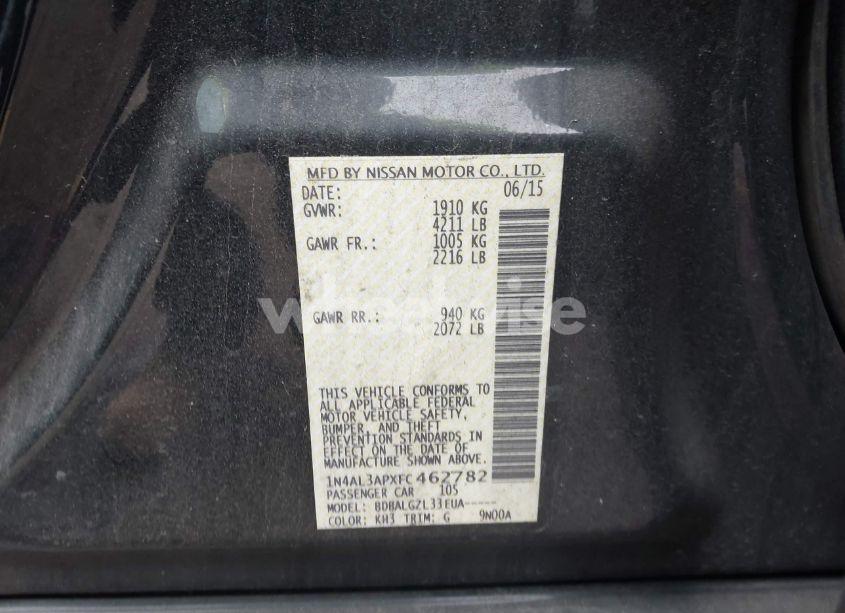 MFD BY NISSAN MOTOR CO., LTD.
DATE: 06/15
GVWR: 1910 KG
4211 LB
GAWR FR.: 1005 KG
2216 LB
wheelwise
GAWR RR.: 940 KG
2072 LB
THIS VEHICLE CONFORMS TO
ALL APPLICABLE FEDERAL
MOTOR VEHICLE SAFETY,
BUMPER, AND THEFT
PREVENTION STANDARDS IN
EFFECT ON THE DATE OF
MANUFACTURE SHOWN ABOVE.
1N4AL3APXFC462782
PASSENGER CAR 105
MODEL: BDBALGZL33EUA-----
COLOR: KH3 TRIM: G 9N00A